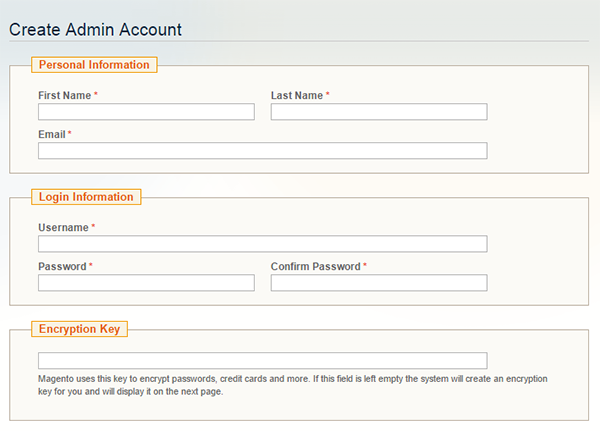 Create Admin Account
Personal Information
First Name *
Last Name *
Email *
Login Information
Username *
Password *
Confirm Password *
Encryption Key
Magento uses this key to encrypt passwords, credit cards and more. If this field is left empty the system will create an encryption
key for you and will display it on the next page.